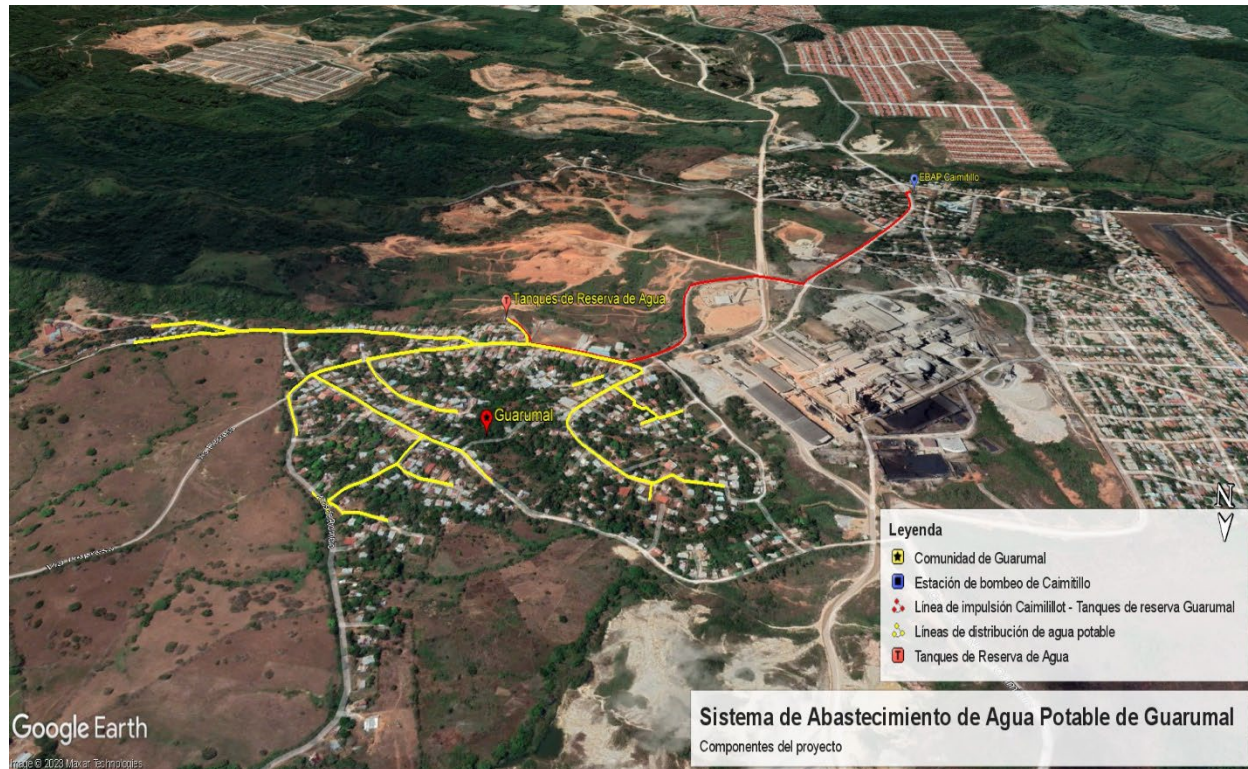 EBAP Caimitillo
Tanques de Reserva de Agua
Guarumal
N
Leyenda
Comunidad de Guarumal
Estación de bombeo de Caimitillo
Línea de impulsión Caimilillot - Tanques de reserva Guarumal
Líneas de distribución de agua potable
T Tanques de Reserva de Agua
Sistema de Abastecimiento de Agua Potable de Guarumal
Componentes del proyecto
Google Earth
Image © 2023 Maxar Technologies